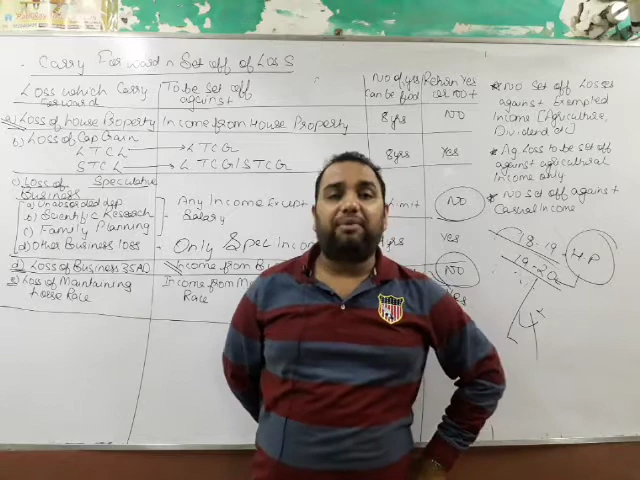 Carry Forward n Set off of LosS
Loss which Carry Forward
To be Set off against
No of yrs can be fwd
Return Yes or not
a) Loss of house Property
Income from House Property
8 yrs
NO
b) Loss of Cap Gain
LTCL → LTCG
STCL → LTCG/STCG
8yrs
Yes
c) Loss of Speculative Business
a) Unabsorbed dep
b) Scientific Research
c) Family Planning
Any Income Except Salary
Limit
NO
d) Other Business loss
Only Spec Incom
yrs
Yes
d) Loss of Business 35AD
Income from Bu
NO
e) Loss of Maintaining horse Race
Income from M
Race
Yes
* NO Set off Losses
against Exempted
Income (Agriculture,
Dividend etc)
* Ag Loss to be set off
against agricultural
Income only
* NO Set off against
Casual Income
18-19
19-20
H.P